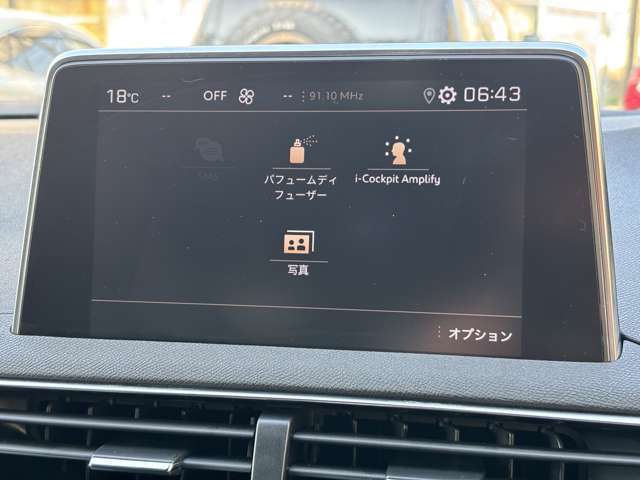 18°C -- OFF -- 91.10 MHz 06:43
SMS
パフュームディ
フューザー
i-Cockpit Amplify
写真
オプション